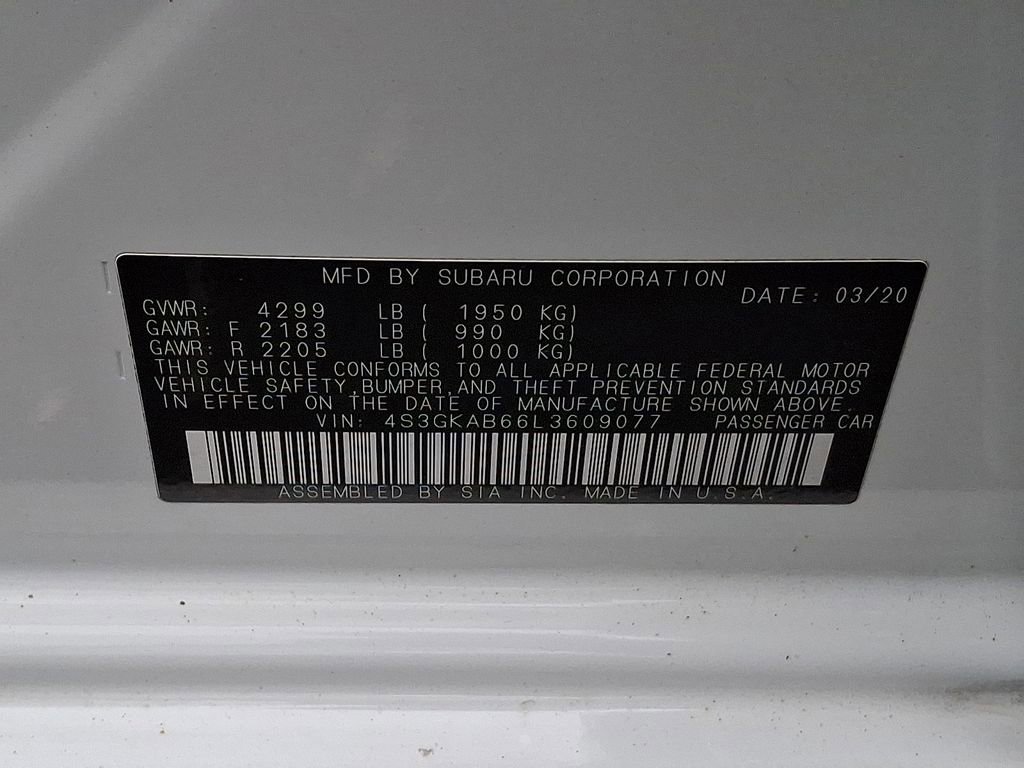 MFD BY SUBARU CORPORATION
DATE: 03/20
GVWR: 4299 LB ( 1950 KG)
GAWR: F 2183 LB ( 990 KG)
GAWR: R 2205 LB ( 1000 KG)
THIS VEHICLE CONFORMS TO ALL APPLICABLE FEDERAL MOTOR
VEHICLE SAFETY, BUMPER, AND THEFT PREVENTION STANDARDS
IN EFFECT ON THE DATE OF MANUFACTURE SHOWN ABOVE.
VIN: 4S3GKAB66L3609077 PASSENGER CAR
ASSEMBLED BY SIA INC. MADE IN U.S.A.